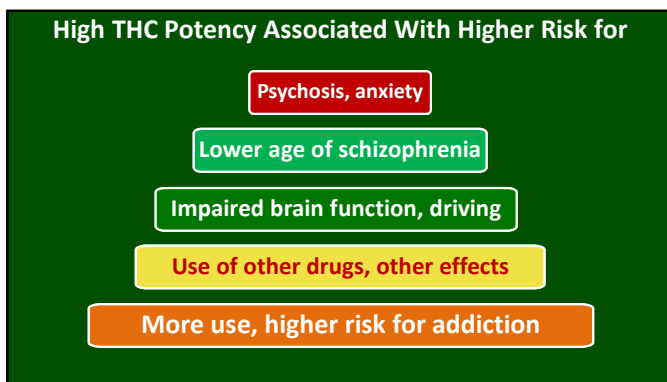 High THC Potency Associated With Higher Risk for
Psychosis, anxiety
Lower age of schizophrenia
Impaired brain function, driving
Use of other drugs, other effects
More use, higher risk for addiction